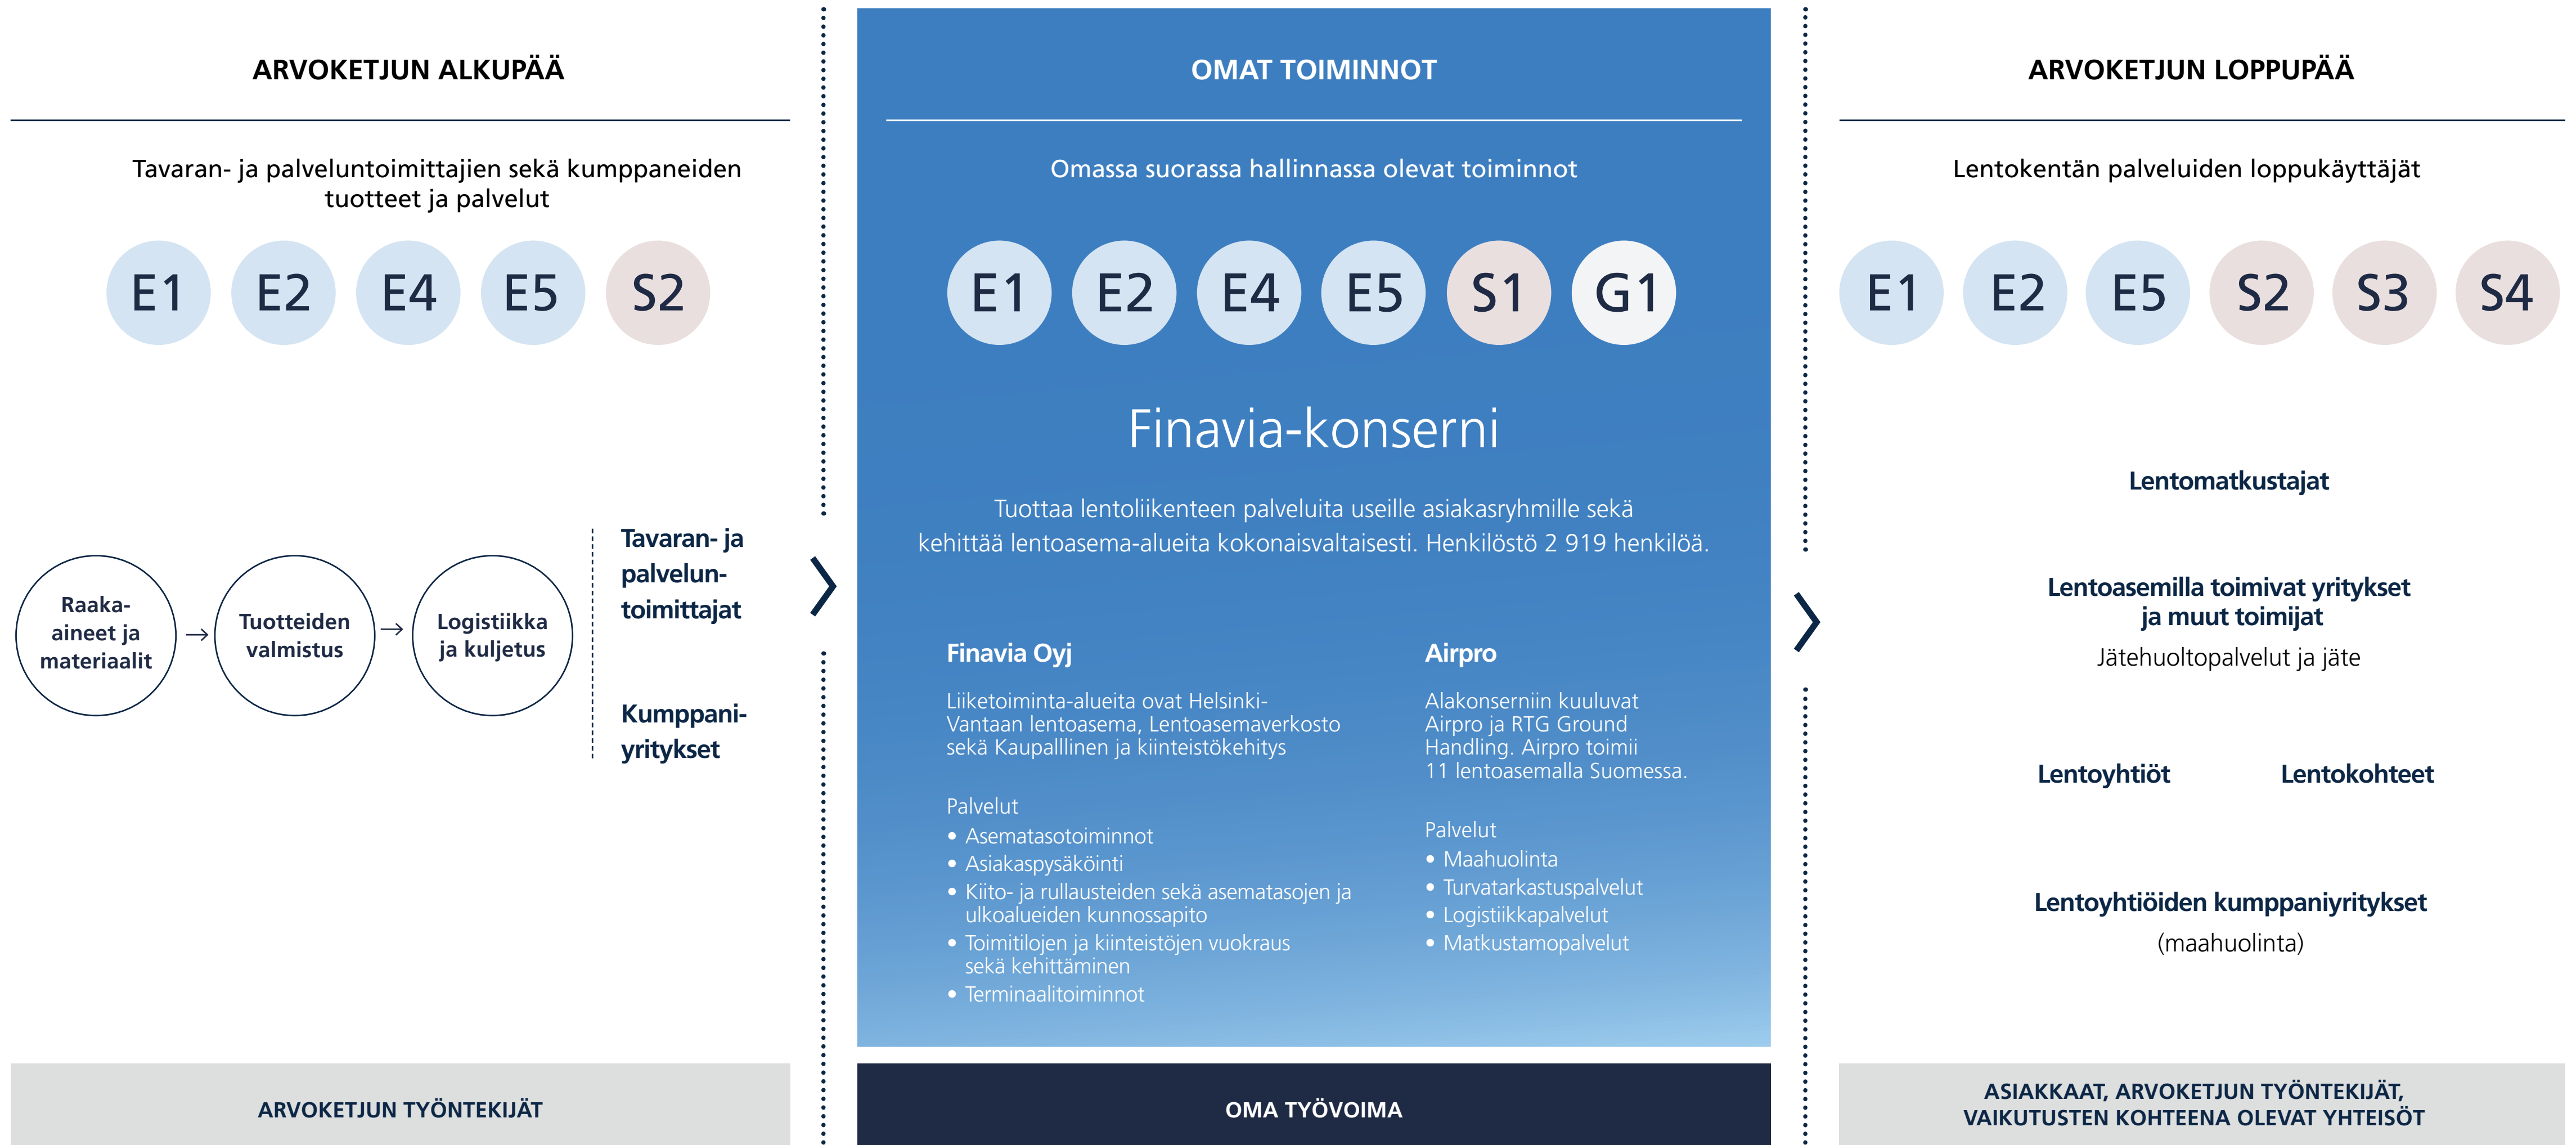 ARVOKETJUN ALKUPÄÄ
Tavaran- ja palveluntoimittajien sekä kumppaneiden
tuotteet ja palvelut
E1 E2 E4 E5 S2
Raaka-
aineet ja
materiaalit
Tuotteiden
valmistus
Logistiikka
ja kuljetus
Tavaran- ja
palvelun-
toimittajat
Kumppani-
yritykset
ARVOKETJUN TYÖNTEKIJÄT
OMAT TOIMINNOT
Omassa suorassa hallinnassa olevat toiminnot
E1 E2 E4 E5 S1 G1
Finavia-konserni
Tuottaa lentoliikenteen palveluita useille asiakasryhmille sekä
kehittää lentoasema-alueita kokonaisvaltaisesti. Henkilöstö 2 919 henkilöä.
Finavia Oyj
Liiketoiminta-alueita ovat Helsinki-
Vantaan lentoasema, Lentoasemaverkosto
sekä Kaupalllinen ja kiinteistökehitys
Palvelut
• Asematasotoiminnot
• Asiakaspysäköinti
• Kiito- ja rullausteiden sekä asematasojen ja
ulkoalueiden kunnossapito
• Toimitilojen ja kiinteistöjen vuokraus
sekä kehittäminen
• Terminaalitoiminnot
Airpro
Alakonserniin kuuluvat
Airpro ja RTG Ground
Handling. Airpro toimii
11 lentoasemalla Suomessa.
Palvelut
• Maahuolinta
• Turvatarkastuspalvelut
• Logistiikkapalvelut
• Matkustamopalvelut
OMA TYÖVOIMA
ARVOKETJUN LOPPUPÄÄ
Lentokentän palveluiden loppukäyttäjät
E1 E2 E5 S2 S3 S4
Lentomatkustajat
Lentoasemilla toimivat yritykset
ja muut toimijat
Jätehuoltopalvelut ja jäte
Lentoyhtiöt
Lentokohteet
Lentoyhtiöiden kumppaniyritykset
(maahuolinta)
ASIAKKAAT, ARVOKETJUN TYÖNTEKIJÄT,
VAIKUTUSTEN KOHTEENA OLEVAT YHTEISÖT